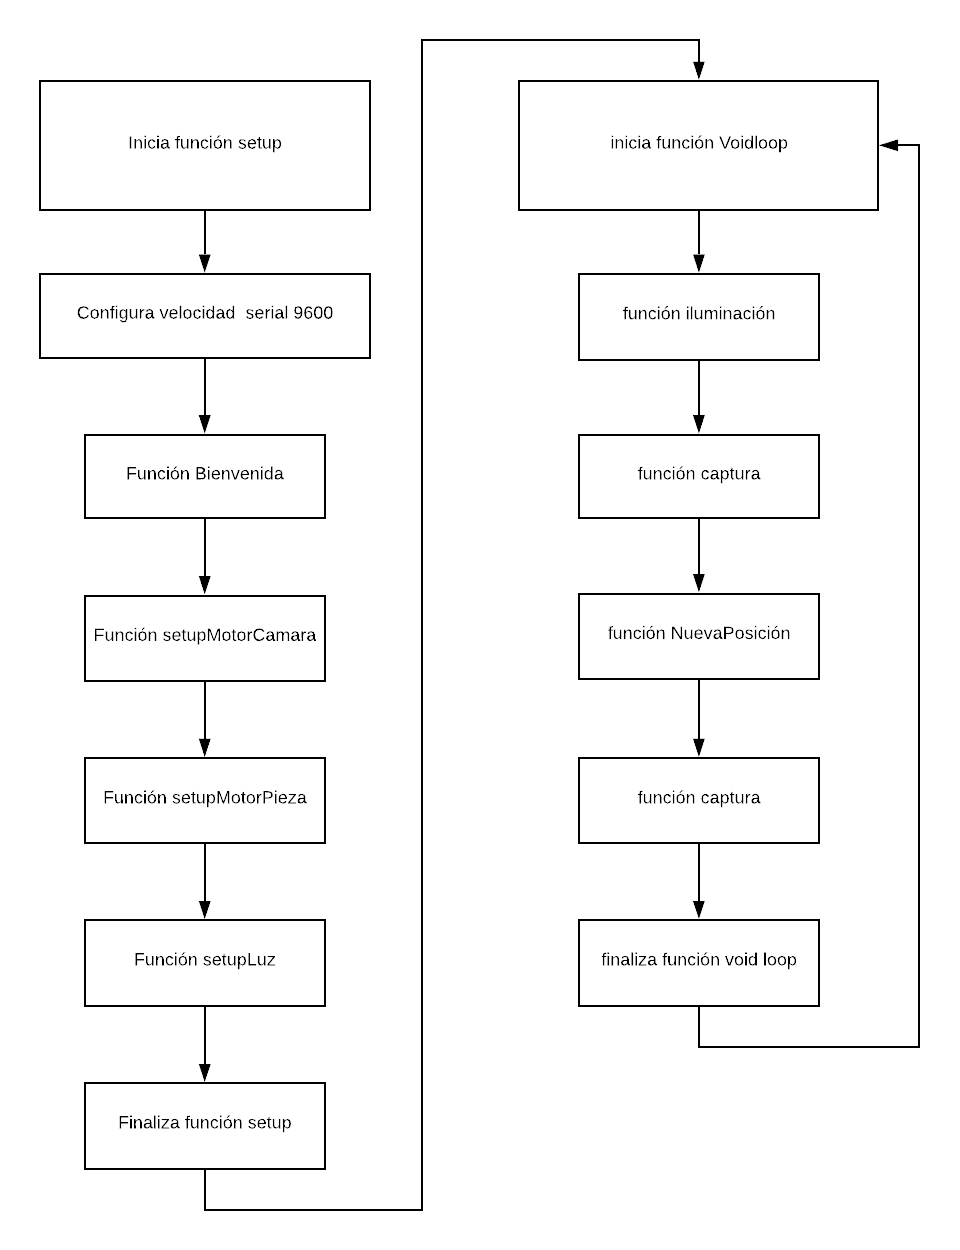 Inicia función setup
Configura velocidad  serial 9600
Función Bienvenida
Función setupMotorCamara
Función setupMotorPieza
Función setupLuz
Finaliza función setup
inicia función Voidloop
función iluminación
función captura
función NuevaPosición
función captura
finaliza función void loop